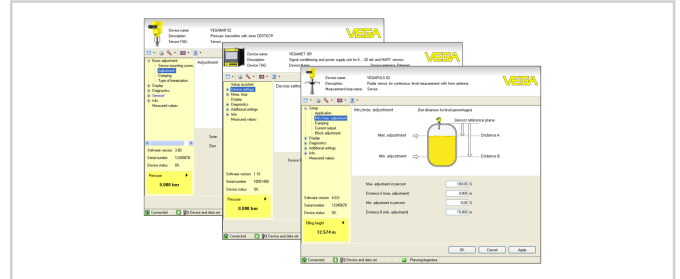 Device name: VEGABAR 52
Description: Pressure transmitter with
Device TAG: Sensor
VEGA
Basic adjustment
Sensor mounting correc
Adjustment
Damping
Type of linearization
Display
Diagnostics
Service
Info
Measured values
Adjustment
Software version 3.80
Serial number 12345678
Device status OK
Pressure
0,000 bar
Connected
Device and data set
Device name: VEGAMET 391
Description: Signal conditioning and power supply unit for 4 .. 20 mA and HART sensors
Device TAG: Device Name
VEGA
Setup assisted
Device settings
Meas. loop
Display
Diagnostics
Additional settings
Info
Measured values
Device settin
Software version 1.10
Serial number
Device status OK
Pressure
0,000 bar
Connected
Device and data set
Device name: VEGAPULS 62
Description: Radar sensor for continuous level measurement with horn antenna
Measurement loop name: Sensor
VEGA
Setup
Application
Min./max. adjustment
Damping
Current output
Block adjustment
Display
Diagnostics
Additional settings
Info
Measured values
Min./max. adjustment (Set distances for level percentages)
Sensor reference plane
Max. adjustment
Distance A
Min. adjustment
Distance B
Max. adjustment in percent 100,00 %
Distance A (max. adjustment) 0,000 m
Min. adjustment in percent 0,00 %
Distance B (min. adjustment) 15,000 m
Software version 4.0.0
Serial number 12345678
Device status OK
Filling height
12,574 m
OK Cancel Apply
Connected
Device and data set
Planungsingenieur